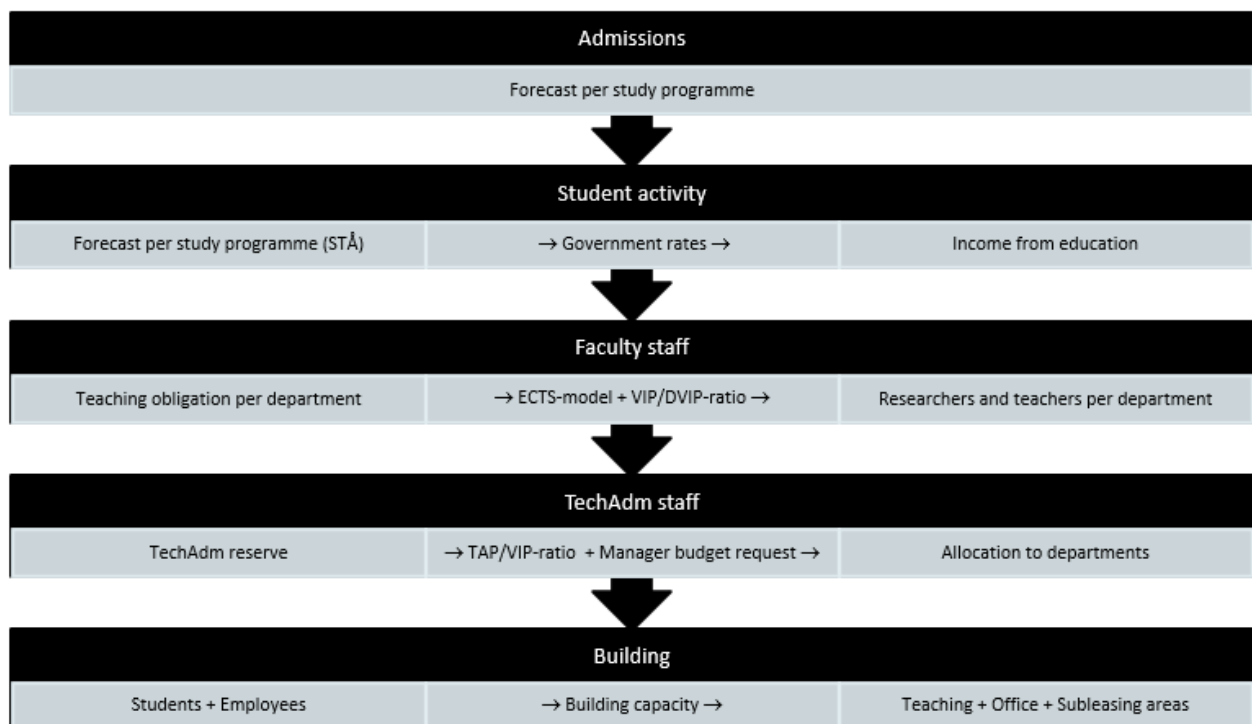 Admissions
Forecast per study programme
Student activity
Forecast per study programme (STÅ) → Government rates → Income from education
Faculty staff
Teaching obligation per department → ECTS-model + VIP/DVIP-ratio → Researchers and teachers per department
TechAdm staff
TechAdm reserve → TAP/VIP-ratio + Manager budget request → Allocation to departments
Building
Students + Employees → Building capacity → Teaching + Office + Subleasing areas